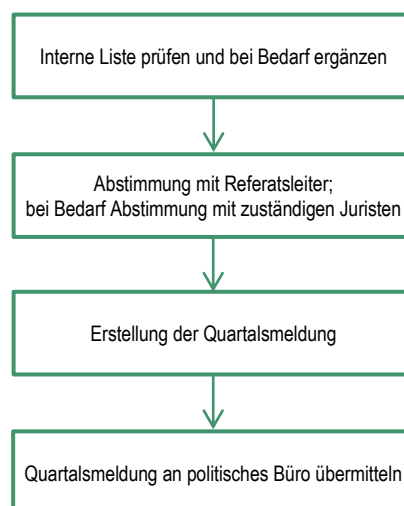 Interne Liste prüfen und bei Bedarf ergänzen
Abstimmung mit Referatsleiter;
bei Bedarf Abstimmung mit zuständigen Juristen
Erstellung der Quartalsmeldung
Quartalsmeldung an politisches Büro übermitteln